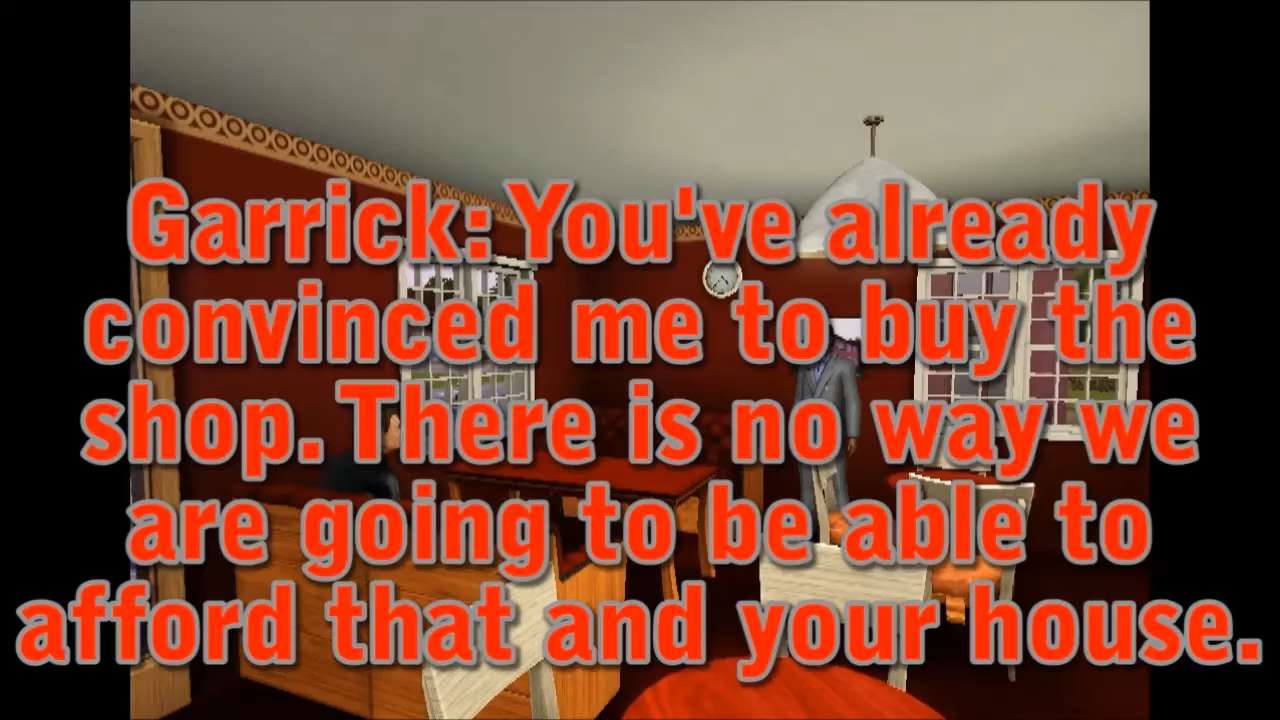 Garrick: You've already
convinced me to buy the
shop. There is no way we
are going to be able to
afford that and your house.